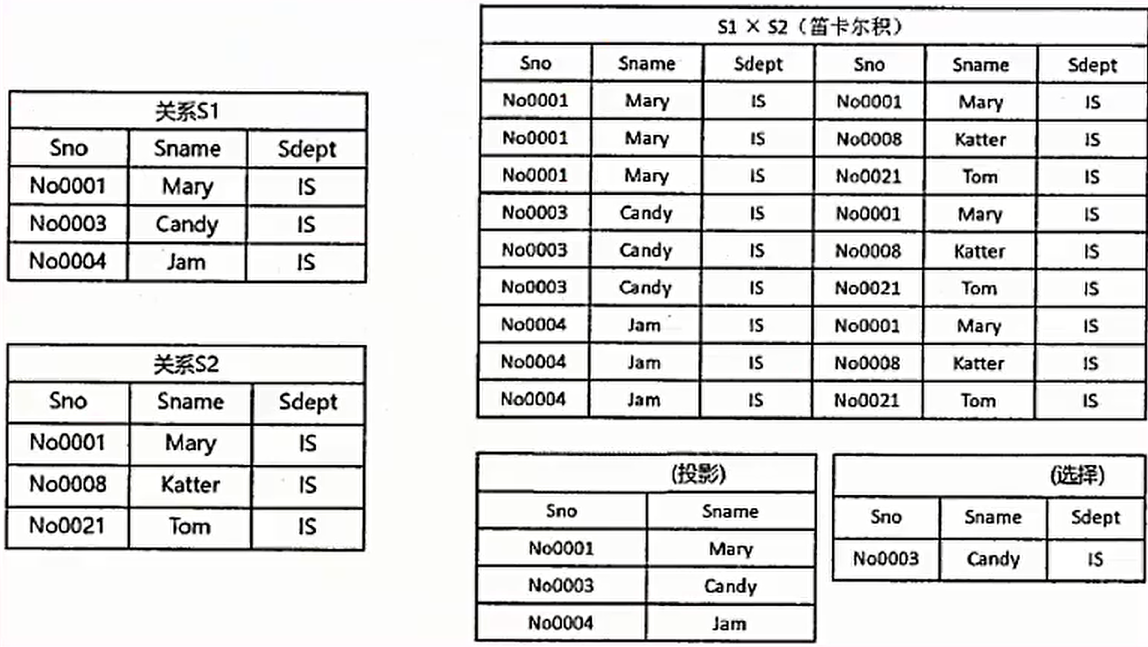 关系S1
Sno Sname Sdept
No0001 Mary IS
No0003 Candy IS
No0004 Jam IS
关系S2
Sno Sname Sdept
No0001 Mary IS
No0008 Katter IS
No0021 Tom IS
S1 × S2（笛卡尔积）
Sno Sname Sdept Sno Sname Sdept
No0001 Mary IS No0001 Mary IS
No0001 Mary IS No0008 Katter IS
No0001 Mary IS No0021 Tom IS
No0003 Candy IS No0001 Mary IS
No0003 Candy IS No0008 Katter IS
No0003 Candy IS No0021 Tom IS
No0004 Jam IS No0001 Mary IS
No0004 Jam IS No0008 Katter IS
No0004 Jam IS No0021 Tom IS
(投影)
Sno Sname
No0001 Mary
No0003 Candy
No0004 Jam
(选择)
Sno Sname Sdept
No0003 Candy IS